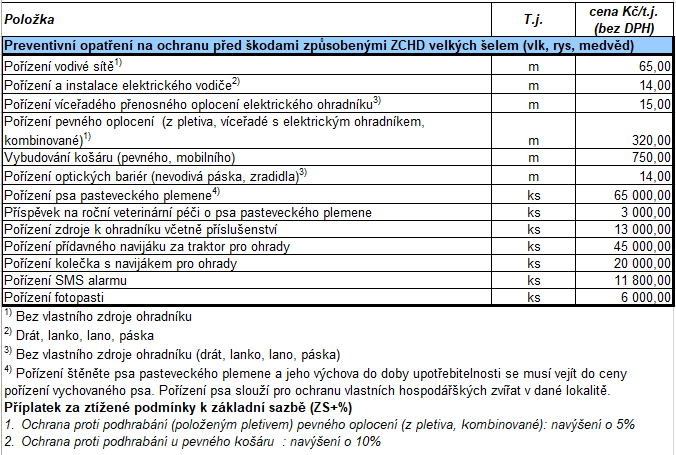 Položka T.j. cena Kč/t.j. (bez DPH)
Preventivní opatření na ochranu před škodami způsobenými ZCHD velkých šelem (vlk, rys, medvěd)
Pořízení vodivé sítě1) m 65,00
Pořízení a instalace elektrického vodiče2) m 14,00
Pořízení víceřadého přenosného oplocení elektrického ohradníku3) m 15,00
Pořízení pevného oplocení (z pletiva, víceřadé s elektrickým ohradníkem,
kombinované)1) m 320,00
Vybudování košáru (pevného, mobilního) m 750,00
Pořízení optických bariér (nevodivá páska, zradidla)3) m 14,00
Pořízení psa pasteveckého plemene4) ks 65 000,00
Příspěvek na roční veterinární péči o psa pasteveckého plemene ks 3 000,00
Pořízení zdroje k ohradníku včetně příslušenství ks 13 000,00
Pořízení přídavného navijáku za traktor pro ohrady ks 45 000,00
Pořízení kolečka s navijákem pro ohrady ks 20 000,00
Pořízení SMS alarmu ks 11 800,00
Pořízení fotopasti ks 6 000,00
1) Bez vlastního zdroje ohradníku
2) Drát, lanko, lano, páska
3) Bez vlastního zdroje ohradníku (drát, lanko, lano, páska)
4) Pořízení štěněte psa pasteveckého plemene a jeho výchova do doby upotřebitelnosti se musí vejít do ceny
pořízení vychovaného psa. Pořízení psa slouží pro ochranu vlastních hospodářských zvířat v dané lokalitě.
Příplatek za ztížené podmínky k základní sazbě (ZS+%)
1. Ochrana proti podhrabání (položeným pletivem) pevného oplocení (z pletiva, kombinované): navýšení o 5%
2. Ochrana proti podhrabání u pevného košáru : navýšení o 10%